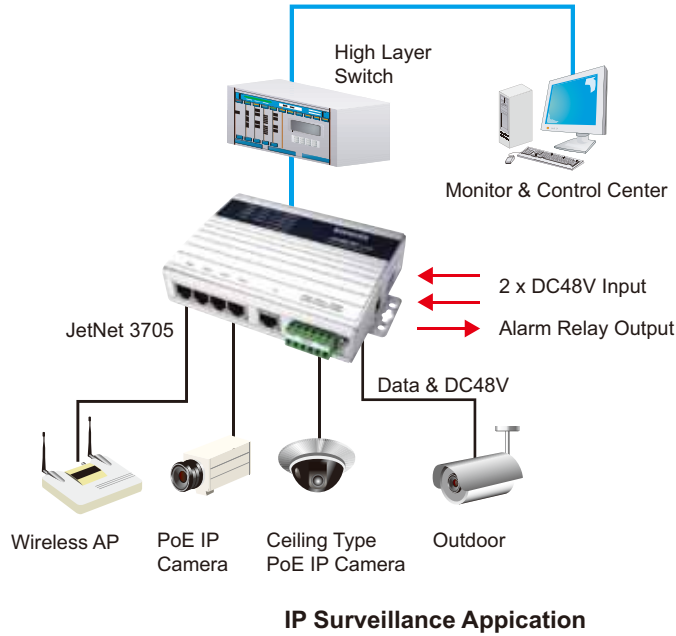 High Layer
Switch
Monitor & Control Center
2 x DC48V Input
JetNet 3705
Alarm Relay Output
Data & DC48V
Wireless AP
PoE IP
Camera
Ceiling Type
PoE IP Camera
Outdoor
IP Surveillance Appication